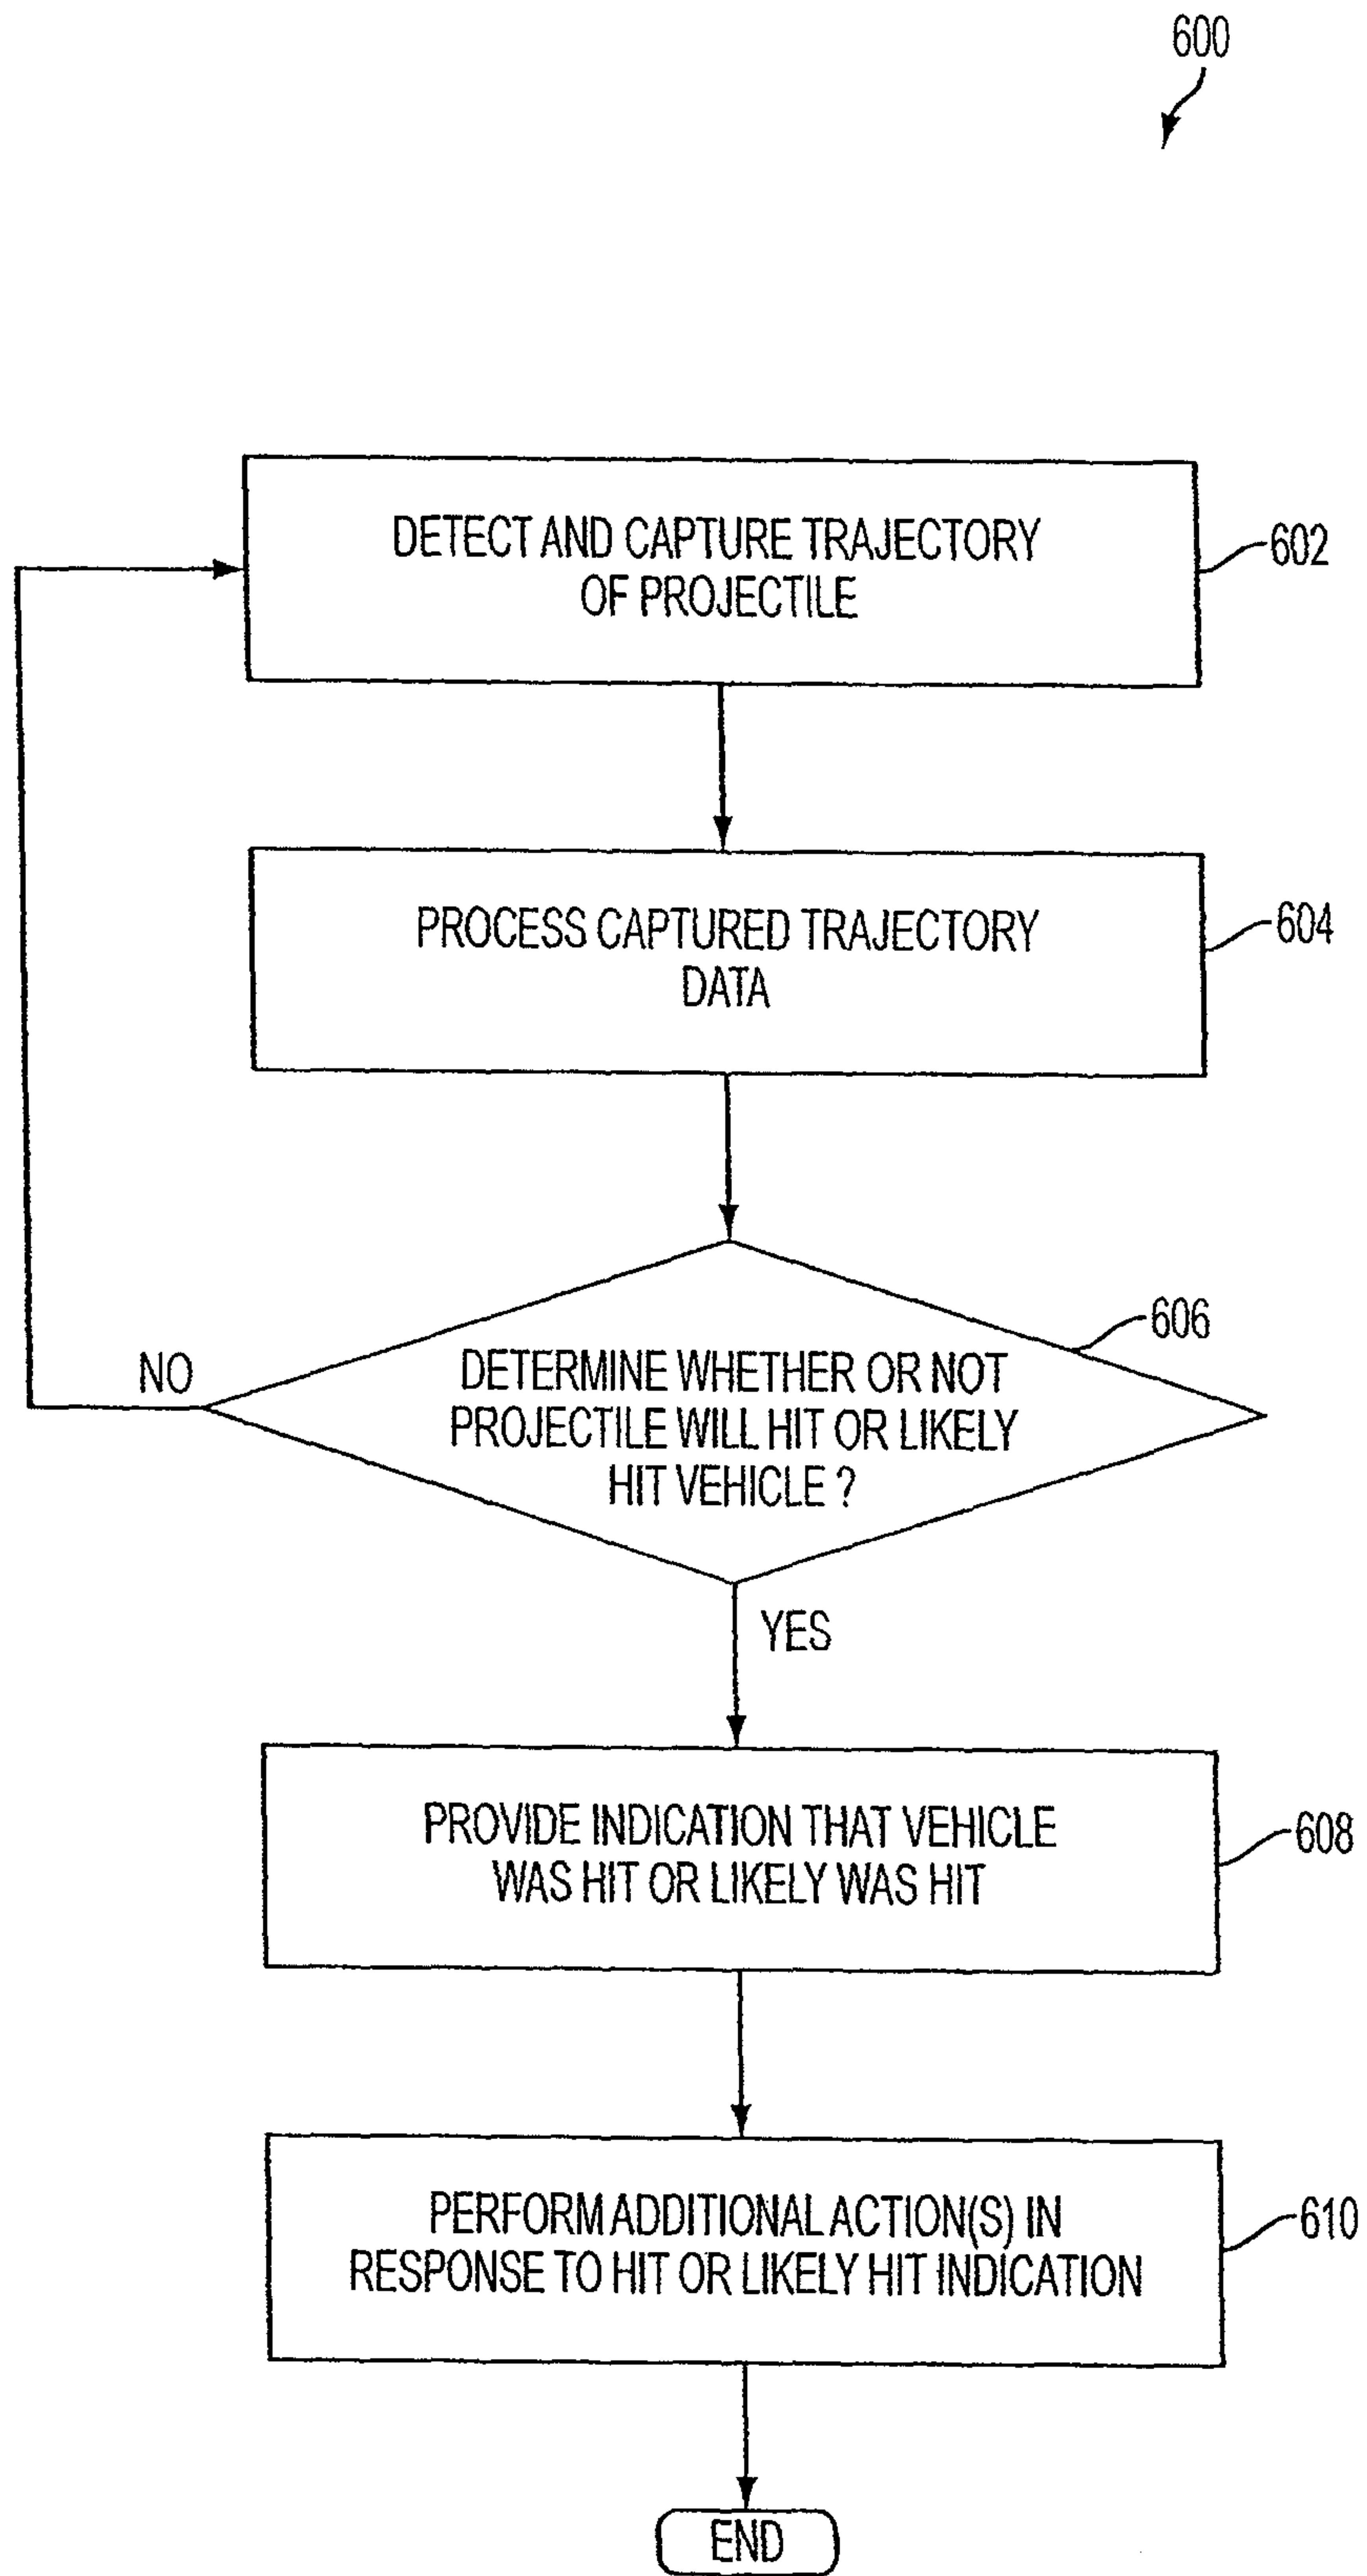 600
DETECT AND CAPTURE TRAJECTORY
OF PROJECTILE
602
PROCESS CAPTURED TRAJECTORY
DATA
604
606
DETERMINE WHETHER OR NOT
PROJECTILE WILL HIT OR LIKELY
HIT VEHICLE ?
NO
YES
PROVIDE INDICATION THAT VEHICLE
WAS HIT OR LIKELY WAS HIT
608
PERFORM ADDITIONAL ACTION(S) IN
RESPONSE TO HIT OR LIKELY HIT INDICATION
610
END